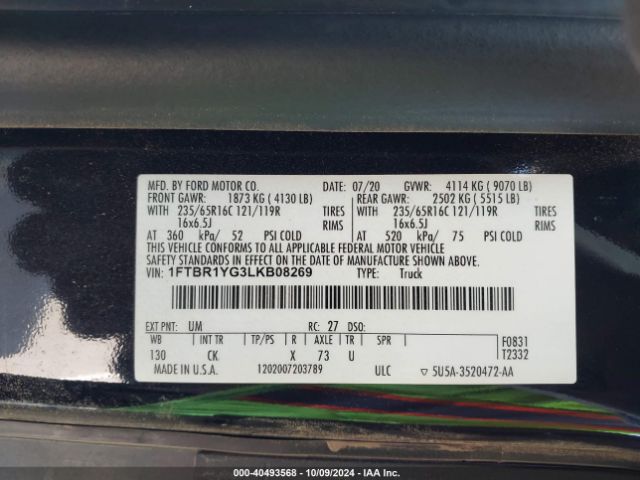 MFD. BY FORD MOTOR CO. DATE: 07/20 GVWR: 4114 KG ( 9070 LB)
FRONT GAWR: 1873 KG ( 4130 LB) REAR GAWR: 2502 KG ( 5515 LB)
WITH 235/65R16C 121/119R TIRES WITH 235/65R16C 121/119R TIRES
16x6.5J RIMS 16x6.5J RIMS
AT 360 kPa/ 52 PSI COLD AT 520 kPa/ 75 PSI COLD
THIS VEHICLE CONFORMS TO ALL APPLICABLE FEDERAL MOTOR VEHICLE
SAFETY STANDARDS IN EFFECT ON THE DATE OF MANUFACTURE SHOWN ABOVE.
VIN: 1FTBR1YG3LKB08269 TYPE: Truck
EXT PNT: UM RC: 27 DSO:
WB INT TR TP/PS R AXLE TR SPR F0831
130 CK X 73 U T2332
MADE IN U.S.A. 1202007203789 ULC ▽ 5U5A-3520472-AA
000-40493568 - 10/09/2024 - IAA Inc.